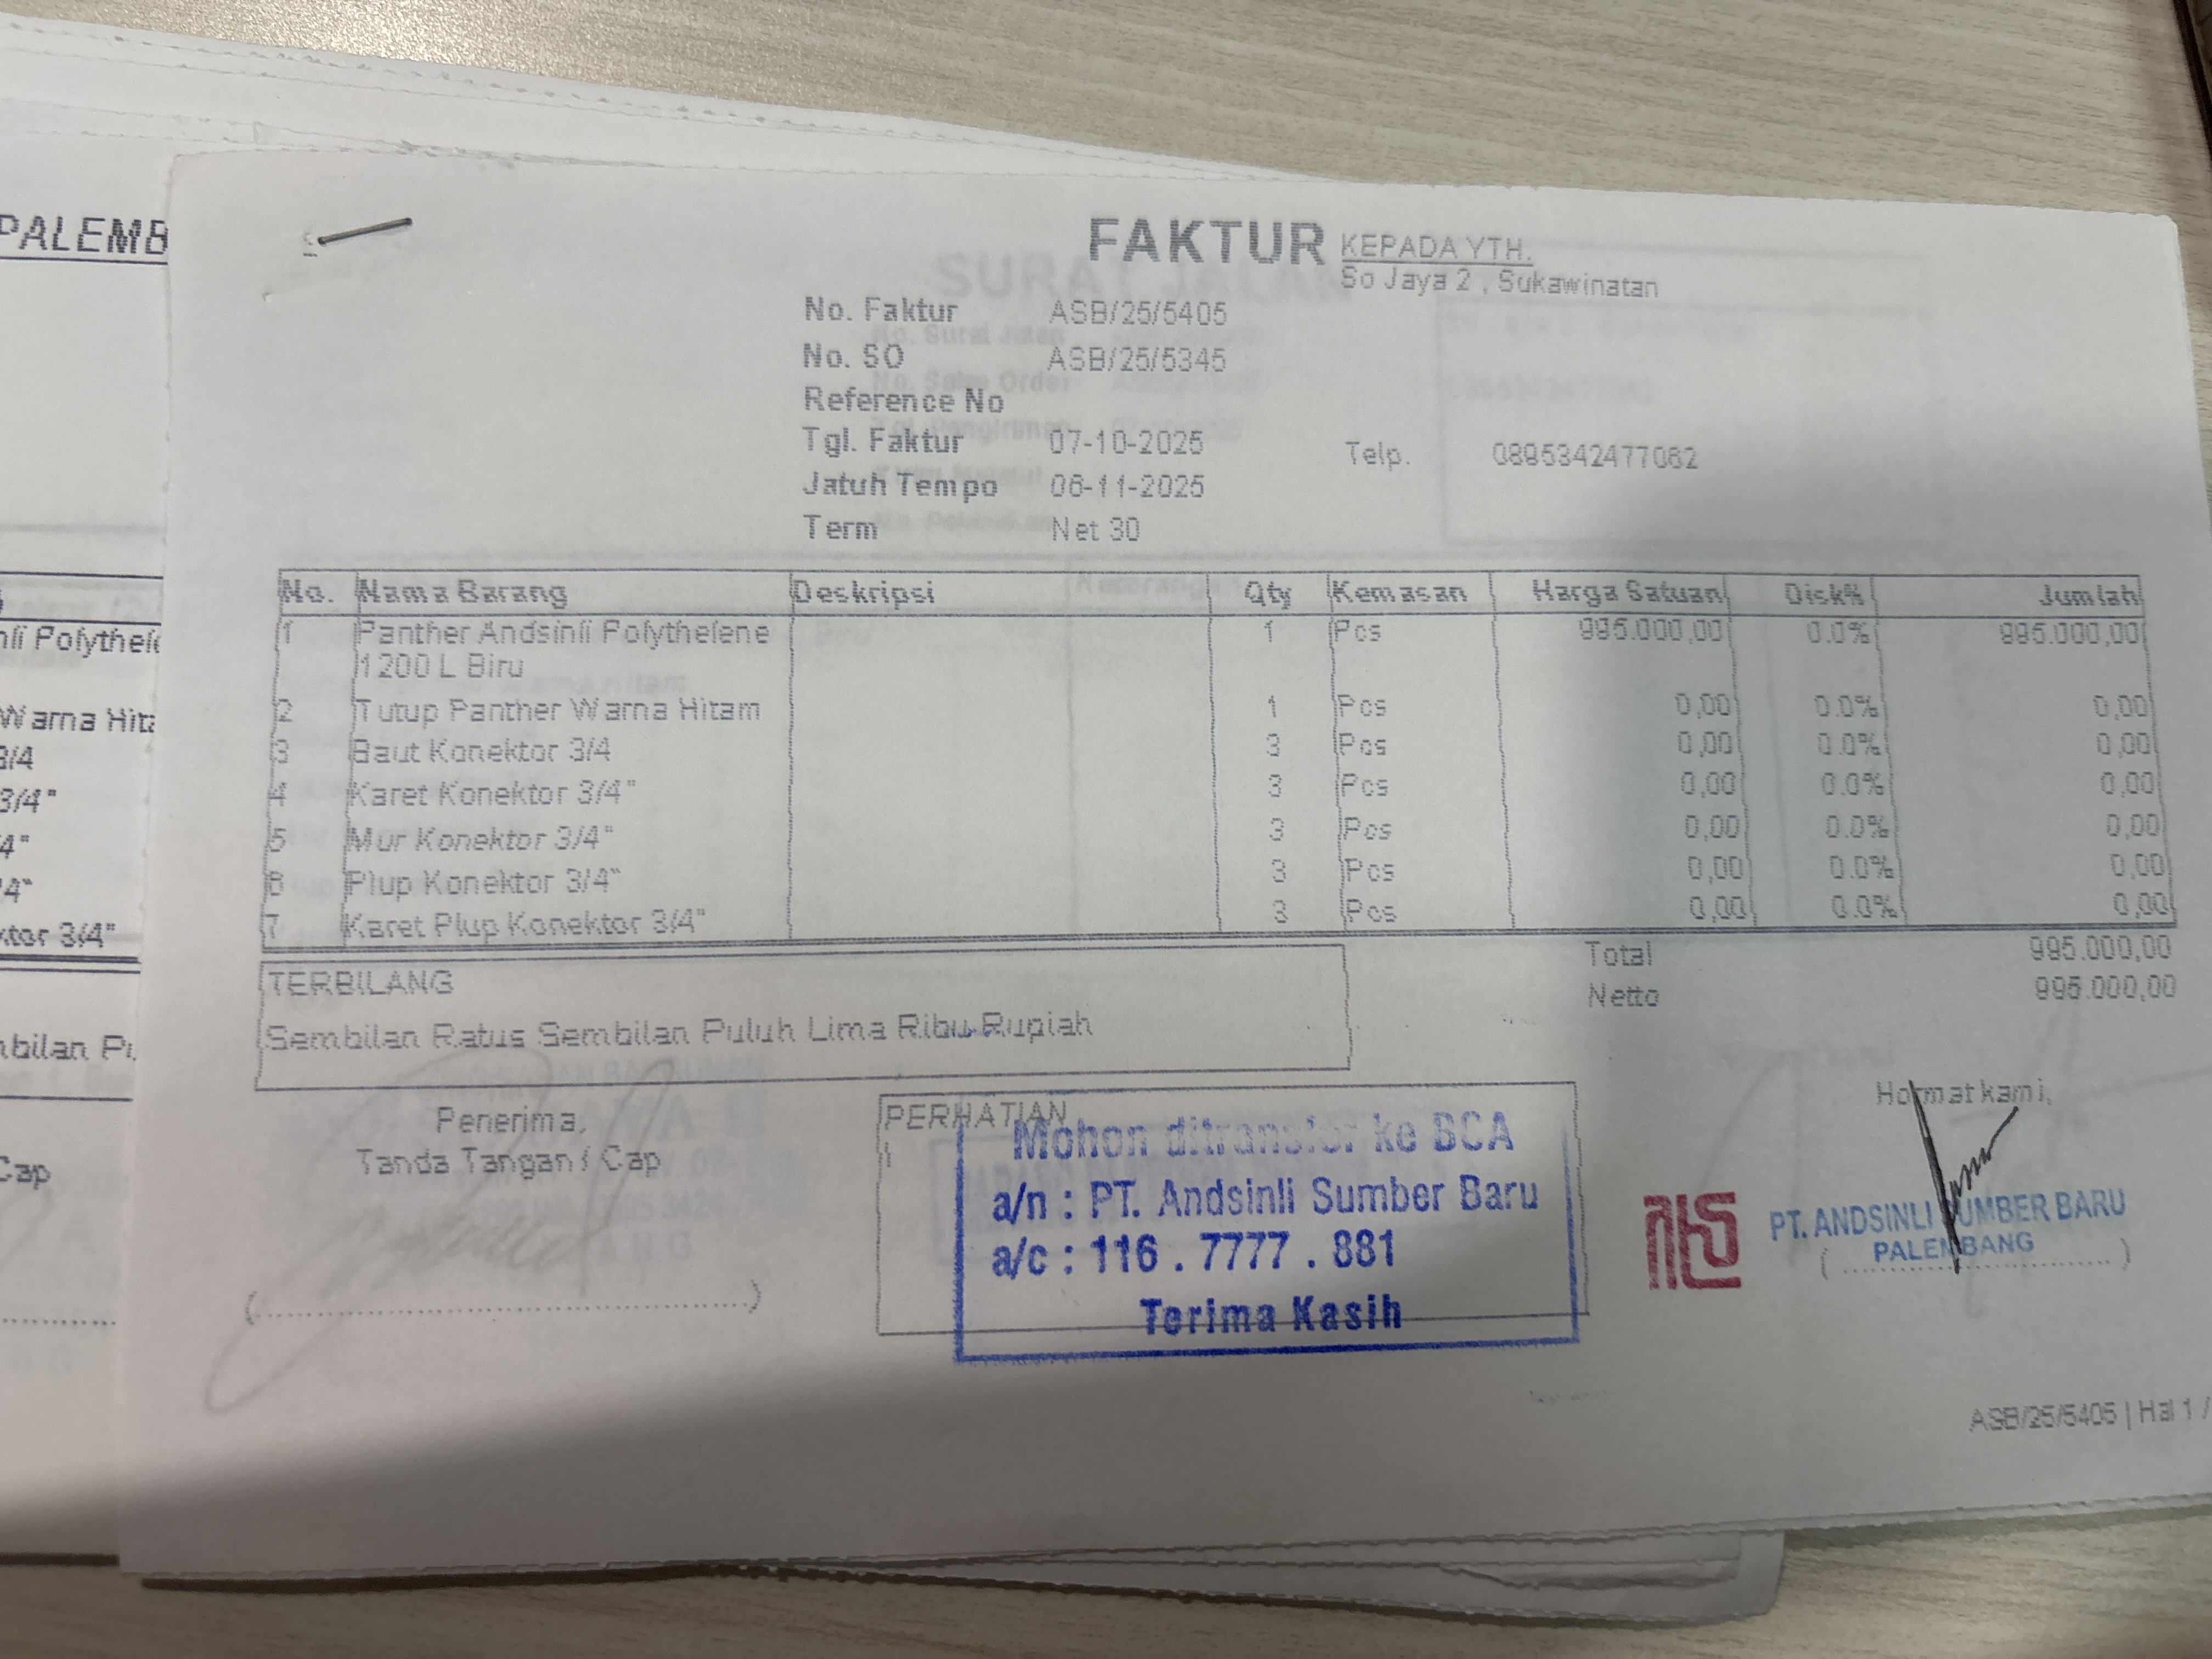 PALEMB
FAKTUR
KEPADA YTH.
So Jaya 2 , Sukawinatan
No. Faktur ASB/25/5405
No. SO ASB/25/5345
Reference No
Tgl. Faktur 07-10-2025
Telp. 0895342477062
Jatuh Tempo 06-11-2025
Term Net 30
No. Nama Barang Deskripsi Qty Kemasan Harga Satuan Disk% Jumlah
1 Panther Andsinli Polythelene 1 Pcs 995.000,00 0.0% 995.000,00
1200 L Biru
2 Tutup Panther Warna Hitam 1 Pcs 0,00 0.0% 0,00
3 Baut Konektor 3/4 3 Pcs 0,00 0.0% 0,00
4 Karet Konektor 3/4" 3 Pcs 0,00 0.0% 0,00
5 Mur Konektor 3/4" 3 Pcs 0,00 0.0% 0,00
6 Plup Konektor 3/4" 3 Pcs 0,00 0.0% 0,00
7 Karet Plup Konektor 3/4" 3 Pcs 0,00 0.0% 0,00
Total 995.000,00
Netto 995.000,00
TERBILANG
Sembilan Ratus Sembilan Puluh Lima Ribu Rupiah
Penerima,
Tanda Tangan / Cap
PERHATIAN
Mohon ditransfer ke BCA
a/n : PT. Andsinli Sumber Baru
a/c : 116 . 7777 . 881
Terima Kasih
Hormat kami,
PT. ANDSINLI SUMBER BARU
PALEMBANG
ASB/25/5405 | Hal 1 /